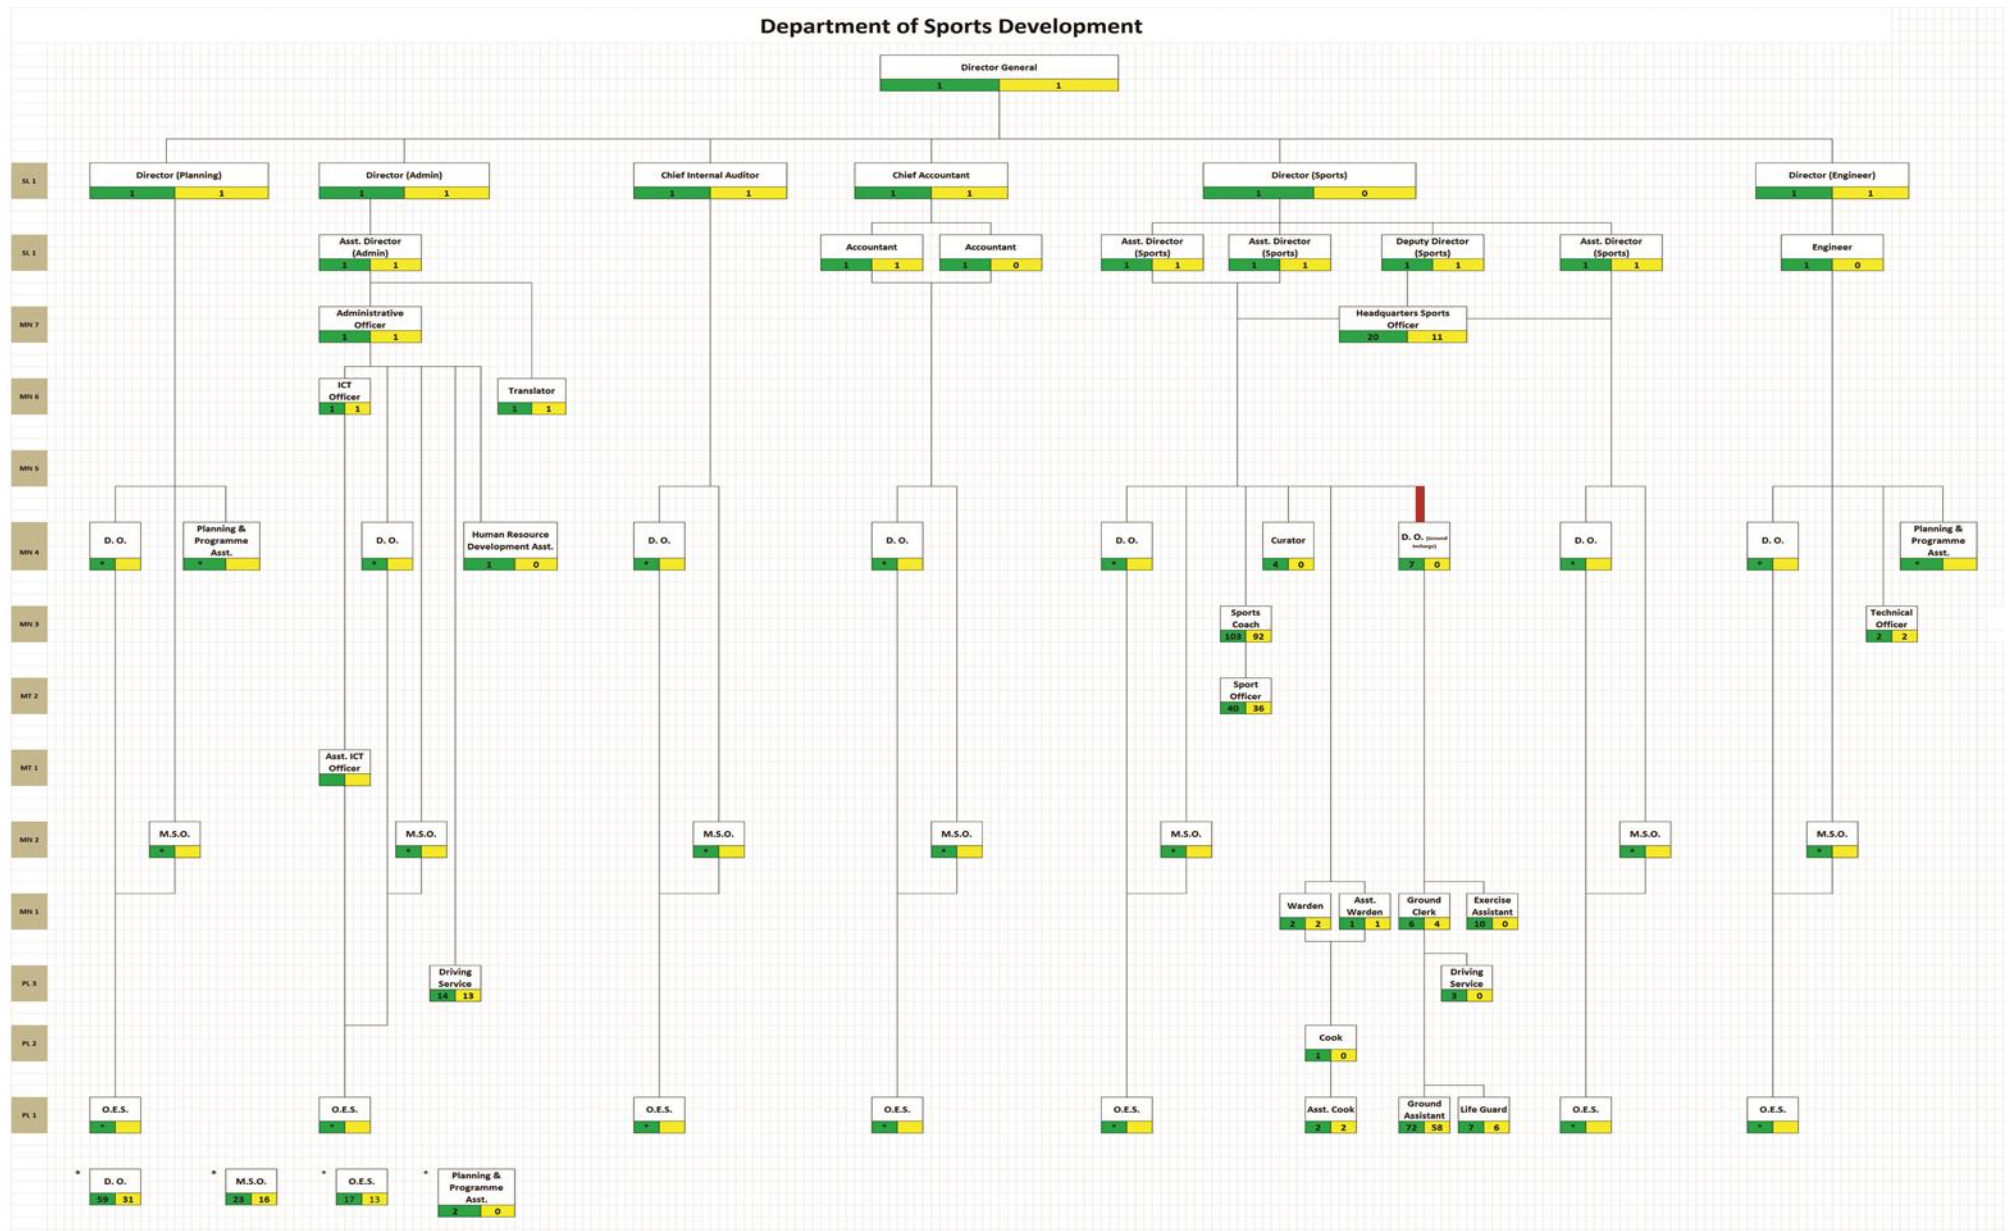 Department of Sports Development
Director General
1 1
SL 1
Director (Planning)
1 1
Director (Admin)
1 1
Chief Internal Auditor
1 1
Chief Accountant
1 1
Director (Sports)
1 0
Director (Engineer)
1 1
SL 1
Asst. Director
(Admin)
1 1
Accountant
1 1
Accountant
1 0
Asst. Director
(Sports)
1 1
Asst. Director
(Sports)
1 1
Deputy Director
(Sports)
1 1
Asst. Director
(Sports)
1 1
Engineer
1 0
MN 7
Administrative
Officer
1 1
Headquarters Sports
Officer
20 11
MN 6
ICT
Officer
1 1
Translator
1 1
MN 5
MN 4
D. O.
*
Planning &
Programme
Asst.
*
D. O.
*
Human Resource
Development Asst.
1 0
D. O.
*
D. O.
*
D. O.
*
Curator
4 0
D. O. (Ground
Incharge)
7 0
D. O.
*
D. O.
*
Planning &
Programme
Asst.
*
MN 3
Sports
Coach
103 92
Technical
Officer
2 2
MT 2
Sport
Officer
40 36
MT 1
Asst. ICT
Officer
MN 2
M.S.O.
*
M.S.O.
*
M.S.O.
*
M.S.O.
*
M.S.O.
*
M.S.O.
*
M.S.O.
*
MN 1
Warden
2 2
Asst.
Warden
1 1
Ground
Clerk
6 4
Exercise
Assistant
10 0
PL 3
Driving
Service
14 13
Driving
Service
3 0
PL 2
Cook
1 0
PL 1
O.E.S.
*
O.E.S.
*
O.E.S.
*
O.E.S.
*
O.E.S.
*
Asst. Cook
2 2
Ground
Assistant
72 58
Life Guard
7 6
O.E.S.
*
O.E.S.
*
*
D. O.
59 31
*
M.S.O.
23 16
*
O.E.S.
17 13
*
Planning &
Programme
Asst.
2 0